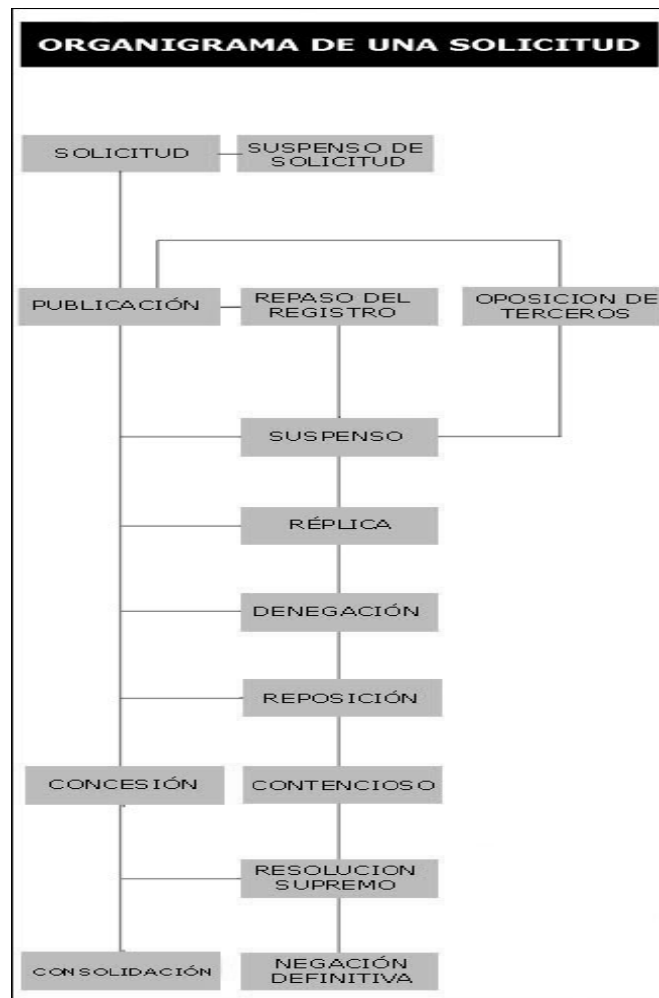 ORGANIGRAMA DE UNA SOLICITUD
SOLICITUD
SUSPENSO DE
SOLICITUD
PUBLICACIÓN
REPASO DEL
REGISTRO
OPOSICION DE
TERCEROS
SUSPENSO
RÉPLICA
DENEGACIÓN
REPOSICIÓN
CONCESIÓN
CONTENCIOSO
RESOLUCION
SUPREMO
CONSOLIDACIÓN
NEGACIÓN
DEFINITIVA